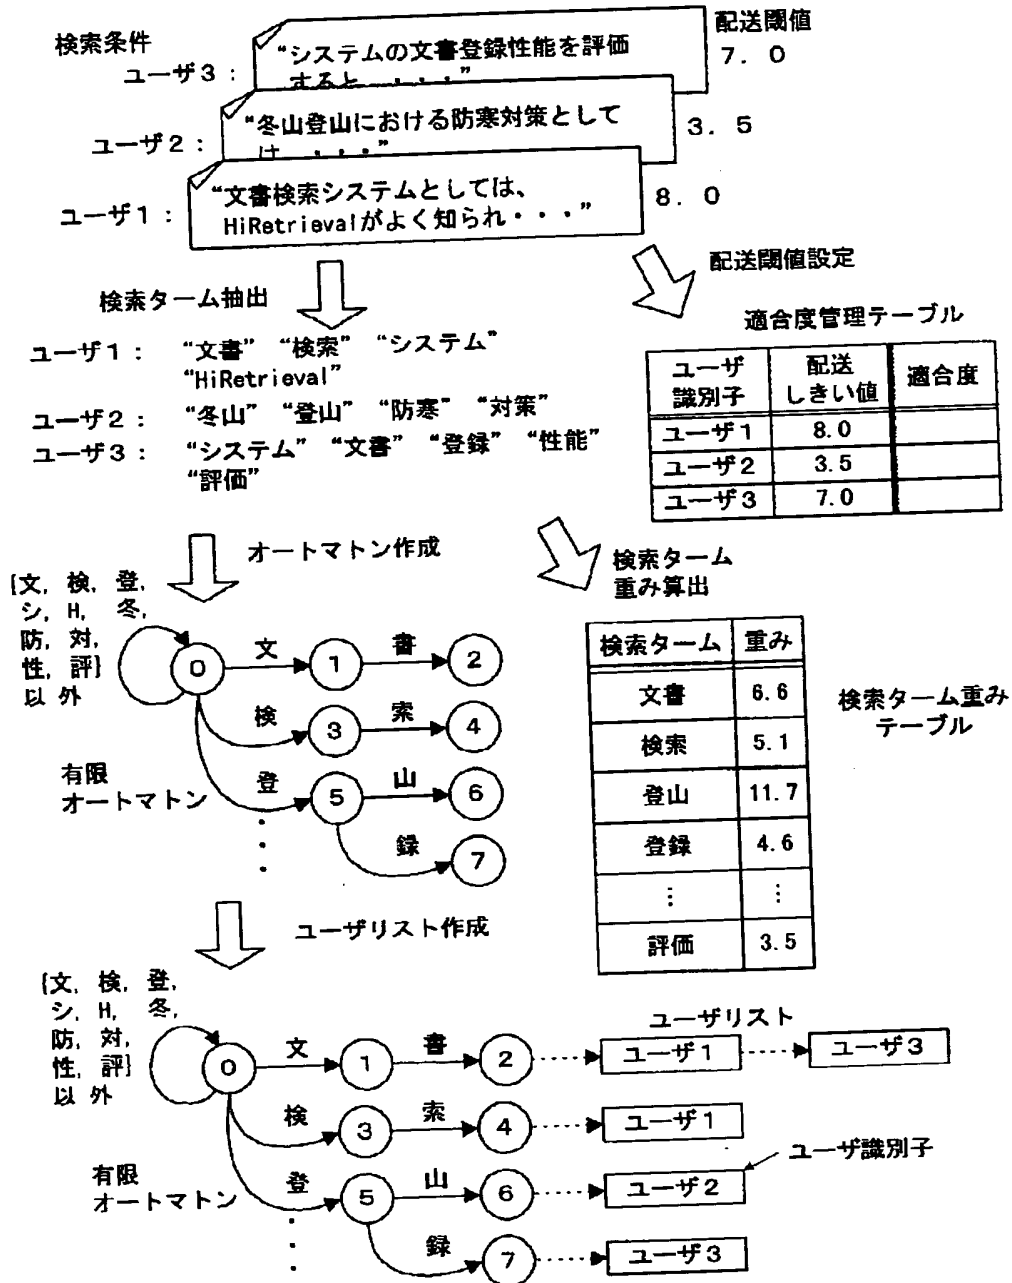 検索条件
配送閾値
ユーザ3：
“システムの文書登録性能を評価
すると
・・・・”
7．0
ユーザ2：
“冬山登山における防寒対策として
は
・・・・”
3．5
ユーザ1：
“文書検索システムとしては、
HiRetrievalがよく知られ・・・”
8．0
検索ターム抽出
配送閾値設定
ユーザ1： “文書” “検索” “システム”
“HiRetrieval”
ユーザ2： “冬山” “登山” “防寒” “対策”
ユーザ3： “システム” “文書” “登録” “性能”
“評価”
適合度管理テーブル
ユーザ 配送 適合度
識別子 しきい値
ユーザ1 8.0
ユーザ2 3.5
ユーザ3 7.0
オートマトン作成
検索ターム
重み算出
{文, 検, 登,
シ, H, 冬,
防, 対,
性, 評}
以外
0 文 1 書 2
検 3 索 4
登 5 山 6
録 7
有限
オートマトン
検索ターム 重み
文書 6.6
検索 5.1
登山 11.7
登録 4.6
⋮ ⋮
評価 3.5
検索ターム重み
テーブル
ユーザリスト作成
{文, 検, 登,
シ, H, 冬,
防, 対,
性, 評}
以外
ユーザリスト
0 文 1 書 2 ユーザ1 ユーザ3
検 3 索 4 ユーザ1
ユーザ識別子
登 5 山 6 ユーザ2
録 7 ユーザ3
有限
オートマトン